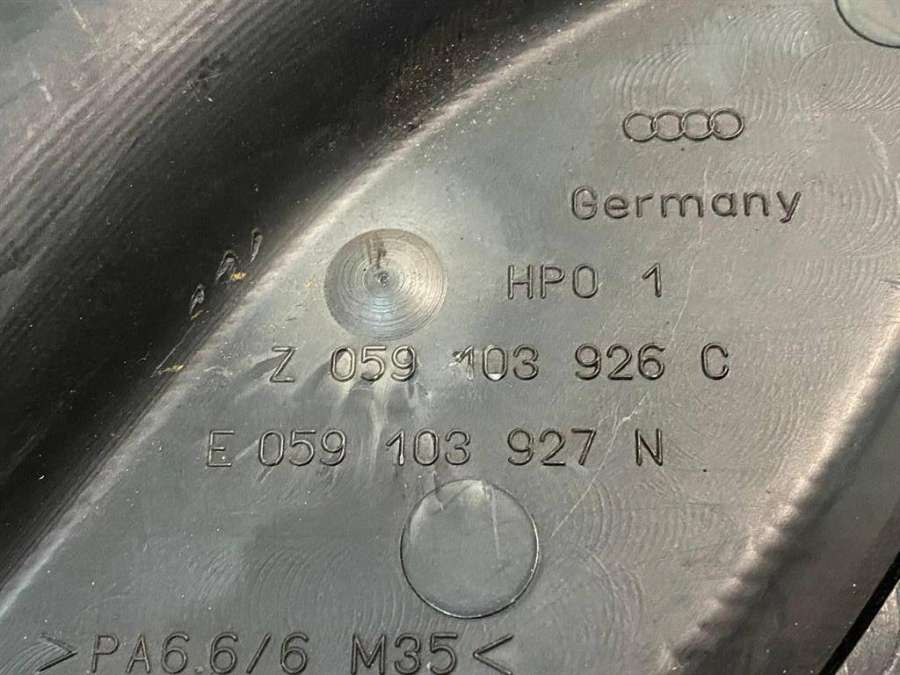 Germany
HPO 1
Z 059 103 926 C
E 059 103 927 N
>PA6.6/6 M35<